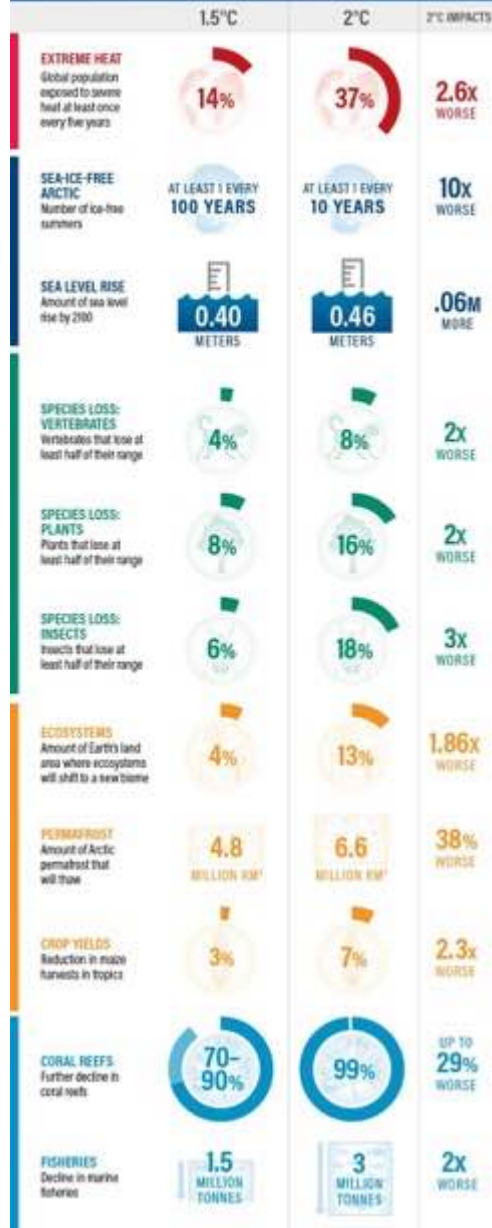 1.5°C 2°C 2°C IMPACTS
EXTREME HEAT
Global population
exposed to severe
heat at least once
every five years
14%
37%
2.6x
WORSE
SEA-ICE-FREE
ARCTIC
Number of ice-free
summers
AT LEAST 1 EVERY
100 YEARS
AT LEAST 1 EVERY
10 YEARS
10x
WORSE
SEA LEVEL RISE
Amount of sea level
rise by 2100
0.40
METERS
0.46
METERS
.06M
MORE
SPECIES LOSS:
VERTEBRATES
Vertebrates that lose at
least half of their range
4%
8%
2x
WORSE
SPECIES LOSS:
PLANTS
Plants that lose at
least half of their range
8%
16%
2x
WORSE
SPECIES LOSS:
INSECTS
Insects that lose at
least half of their range
6%
18%
3x
WORSE
ECOSYSTEMS
Amount of Earth's land
area where ecosystems
will shift to a new biome
4%
13%
1.86x
WORSE
PERMAFROST
Amount of Arctic
permafrost that
will thaw
4.8
MILLION KM²
6.6
MILLION KM²
38%
WORSE
CROP YIELDS
Reduction in maize
harvests in tropics
3%
7%
2.3x
WORSE
CORAL REEFS
Further decline in
coral reefs
70–
90%
99%
UP TO
29%
WORSE
FISHERIES
Decline in marine
fisheries
1.5
MILLION
TONNES
3
MILLION
TONNES
2x
WORSE